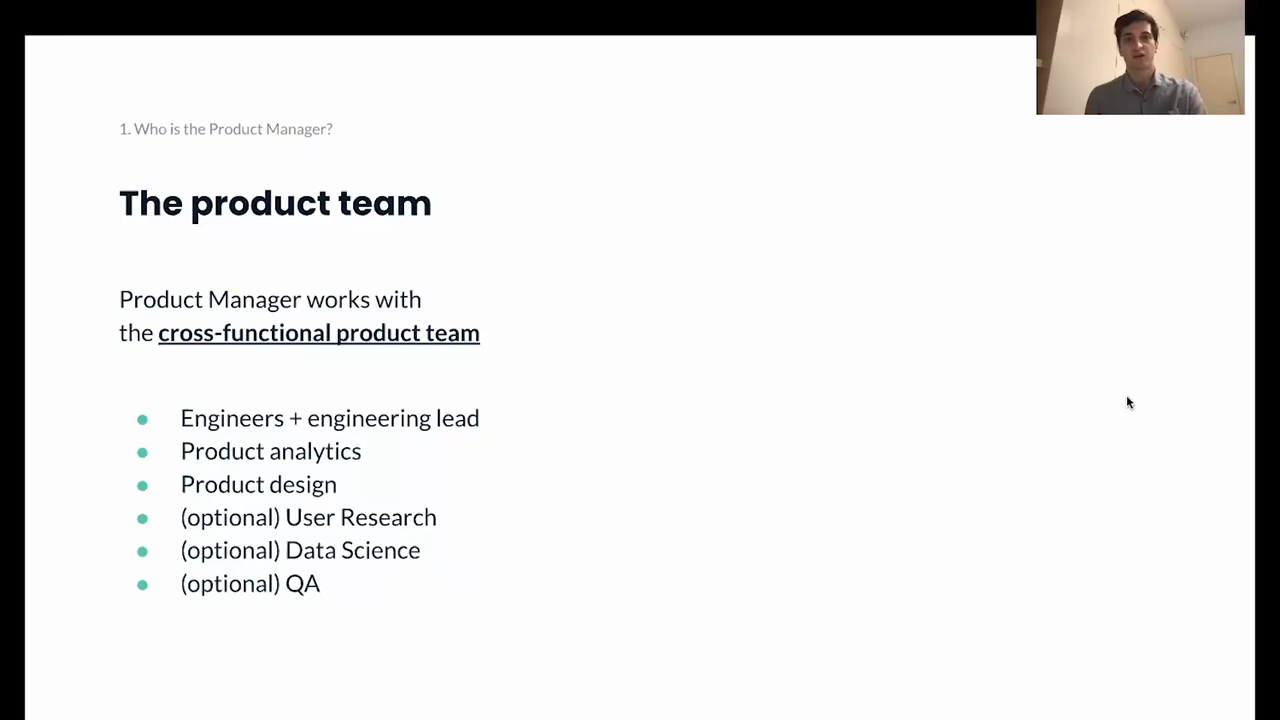 1. Who is the Product Manager?
The product team
Product Manager works with
the cross-functional product team
Engineers + engineering lead
Product analytics
Product design
(optional) User Research
(optional) Data Science
(optional) QA